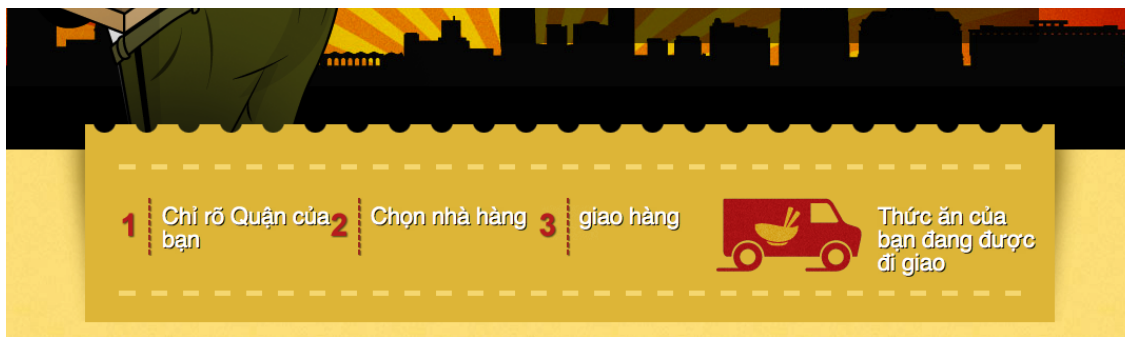 1 Chỉ rõ Quận của
bạn
2 Chọn nhà hàng
3 giao hàng
Thức ăn của
bạn đang được
đi giao